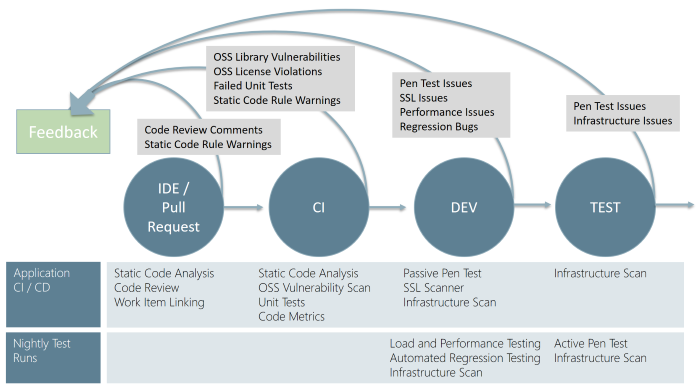 OSS Library Vulnerabilities
OSS License Violations
Failed Unit Tests
Static Code Rule Warnings
Pen Test Issues
SSL Issues
Performance Issues
Regression Bugs
Pen Test Issues
Infrastructure Issues
Feedback
Code Review Comments
Static Code Rule Warnings
IDE /
Pull
Request
CI
DEV
TEST
Application
CI / CD
Static Code Analysis
Code Review
Work Item Linking
Static Code Analysis
OSS Vulnerability Scan
Unit Tests
Code Metrics
Passive Pen Test
SSL Scanner
Infrastructure Scan
Infrastructure Scan
Nightly Test
Runs
Load and Performance Testing
Automated Regression Testing
Infrastructure Scan
Active Pen Test
Infrastructure Scan